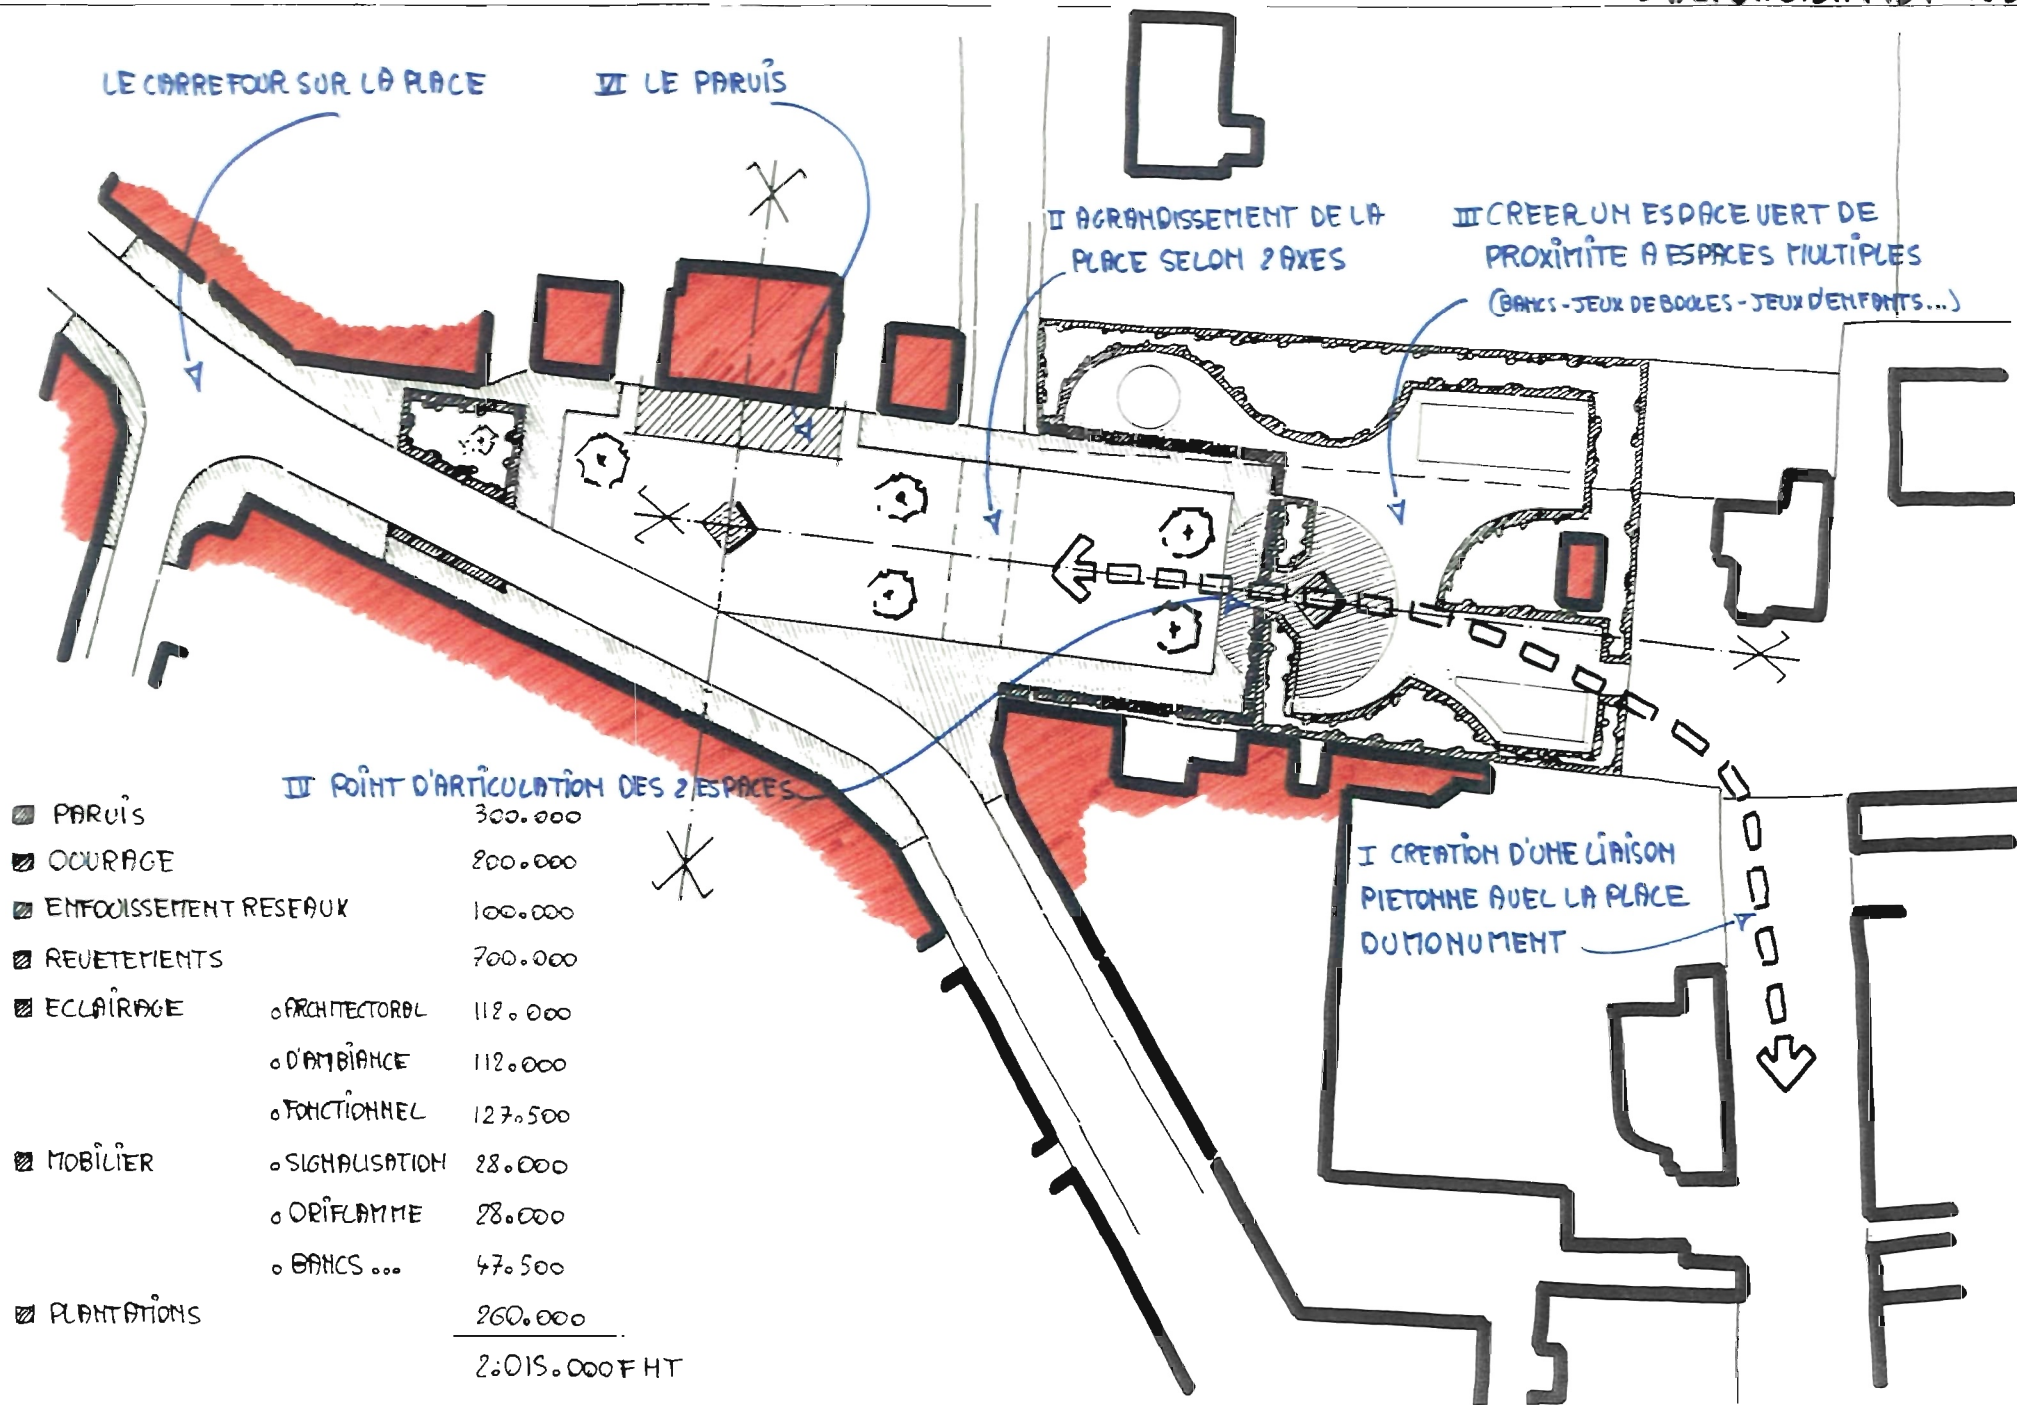 LE CARREFOUR SUR LA PLACE
VI LE PARVIS
II AGRANDISSEMENT DE LA
PLACE SELON 2 AXES
III CREER UN ESPACE VERT DE
PROXIMITE A ESPACES MULTIPLES
(BANCS - JEUX DE BOULES - JEUX D'ENFANTS...)
IV POINT D'ARTICULATION DES 2 ESPACES
I CREATION D'UNE LIAISON
PIETONNE AVEC LA PLACE
DU MONUMENT
PARVIS 300.000
OUVRAGE 200.000
ENFOUISSEMENT RESEAUX 100.000
REVETEMENTS 700.000
ECLAIRAGE ARCHITECTORAL 112.000
D'AMBIANCE 112.000
FONCTIONNEL 127.500
MOBILIER SIGNALISATION 28.000
ORIFLAMME 28.000
BANCS ... 47.500
PLANTATIONS 260.000
2.015.000 F HT